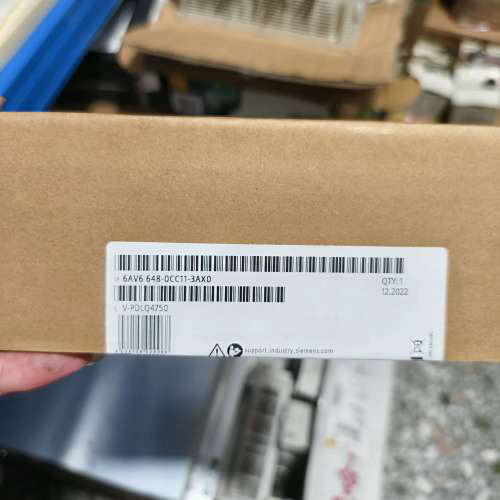 6AV6 648-0CC11-3AX0
QTY:1
12.2022
V-PDLQ4750
support.industry.siemens.com